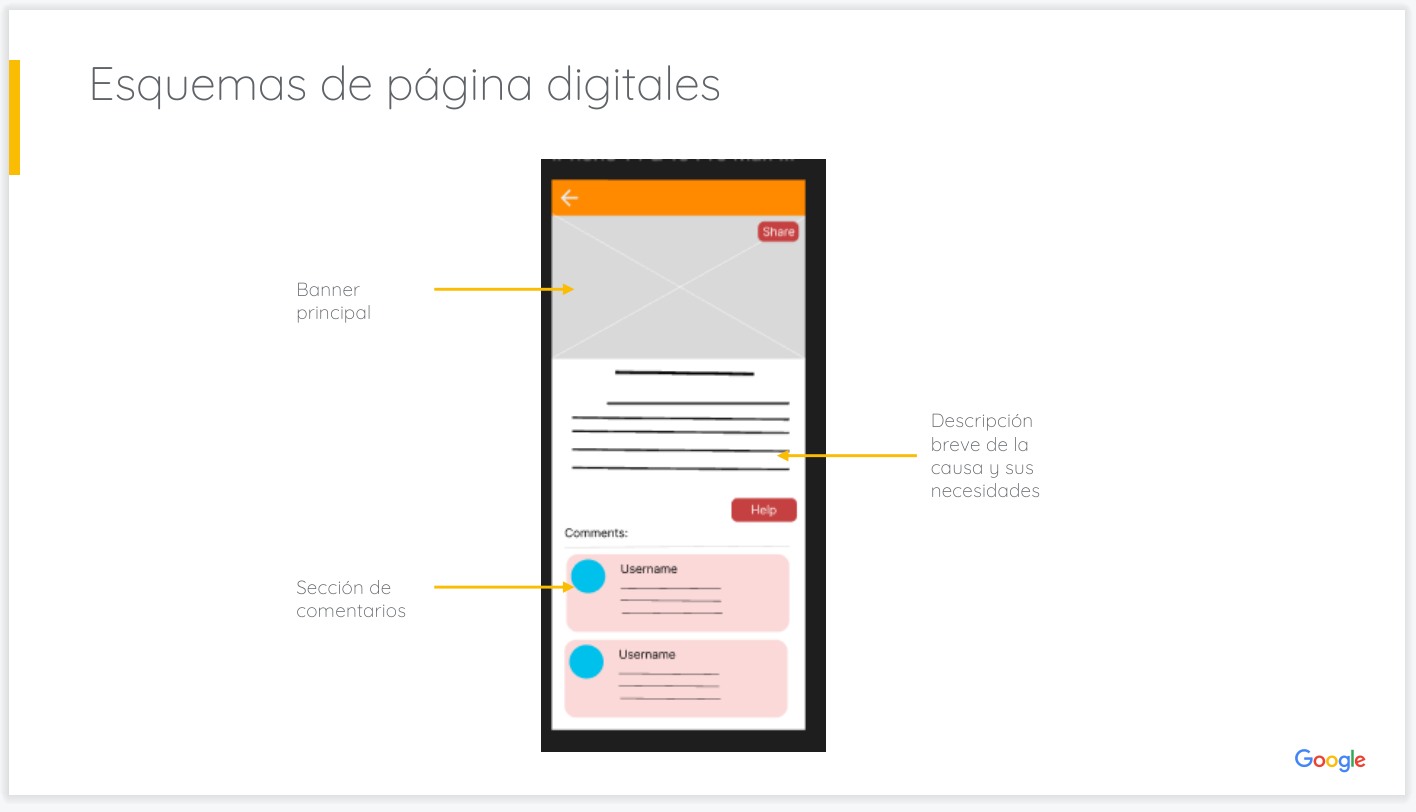 Esquemas de página digitales
Share
Banner
principal
Descripción
breve de la
causa y sus
necesidades
Help
Comments:
Username
Sección de
comentarios
Username
Google